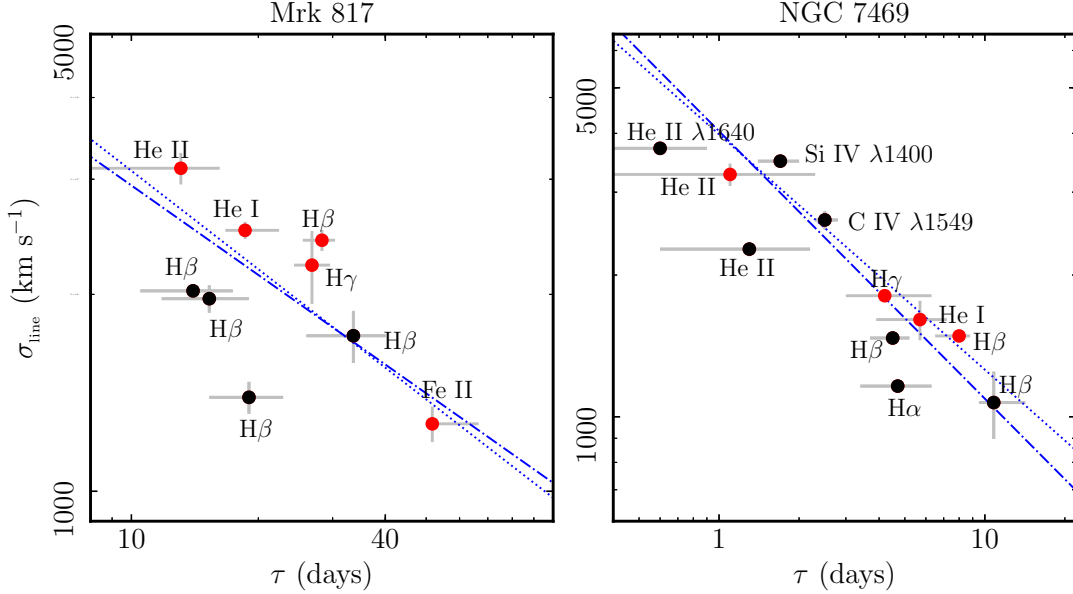 Mrk 817
NGC 7469
5000
1000
σline (km s−1)
He II
He I
Hβ
Hγ
Hβ
Hβ
Hβ
Hβ
Fe II
10
40
τ (days)
5000
1000
He II λ1640
Si IV λ1400
He II
C IV λ1549
He II
Hγ
He I
Hβ
Hβ
Hα
Hβ
1
10
τ (days)